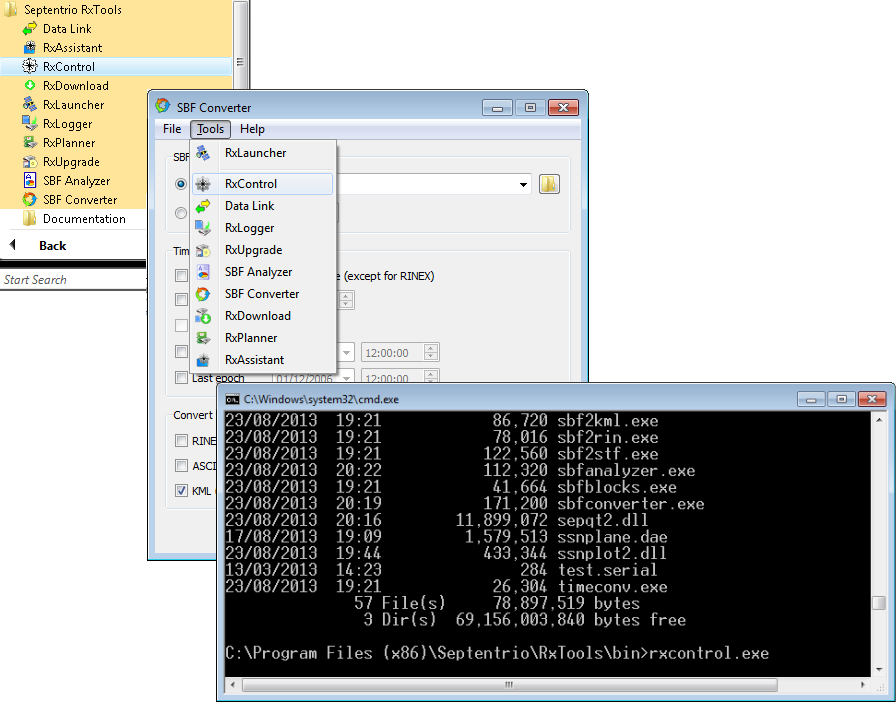 Septentrio RxTools
Data Link
RxAssistant
RxControl
RxDownload
RxLauncher
RxLogger
RxPlanner
RxUpgrade
SBF Analyzer
SBF Converter
Documentation
Back
Start Search
SBF Converter
File Tools Help
SBF
RxLauncher
RxControl
Data Link
RxLogger
RxUpgrade
SBF Analyzer
SBF Converter
RxDownload
RxPlanner
RxAssistant
Tim
(except for RINEX)
12:00:00
Last epoch 01/12/2006 12:00:00
Convert
RINE
ASCI
KML
C:\Windows\system32\cmd.exe
23/08/2013 19:21 86,720 sbf2kml.exe
23/08/2013 19:21 78,016 sbf2rin.exe
23/08/2013 19:21 122,560 sbf2stf.exe
23/08/2013 20:22 112,320 sbfanalyzer.exe
23/08/2013 19:21 41,664 sbfblocks.exe
23/08/2013 20:19 171,200 sbfconverter.exe
23/08/2013 20:16 11,899,072 sepqt2.dll
17/08/2013 19:09 1,579,513 ssnplane.dae
23/08/2013 19:44 433,344 ssnplot2.dll
13/03/2013 14:23 284 test.serial
23/08/2013 19:21 26,304 timeconv.exe
57 File(s) 78,897,519 bytes
3 Dir(s) 69,156,003,840 bytes free
C:\Program Files (x86)\Septentrio\RxTools\bin>rxcontrol.exe